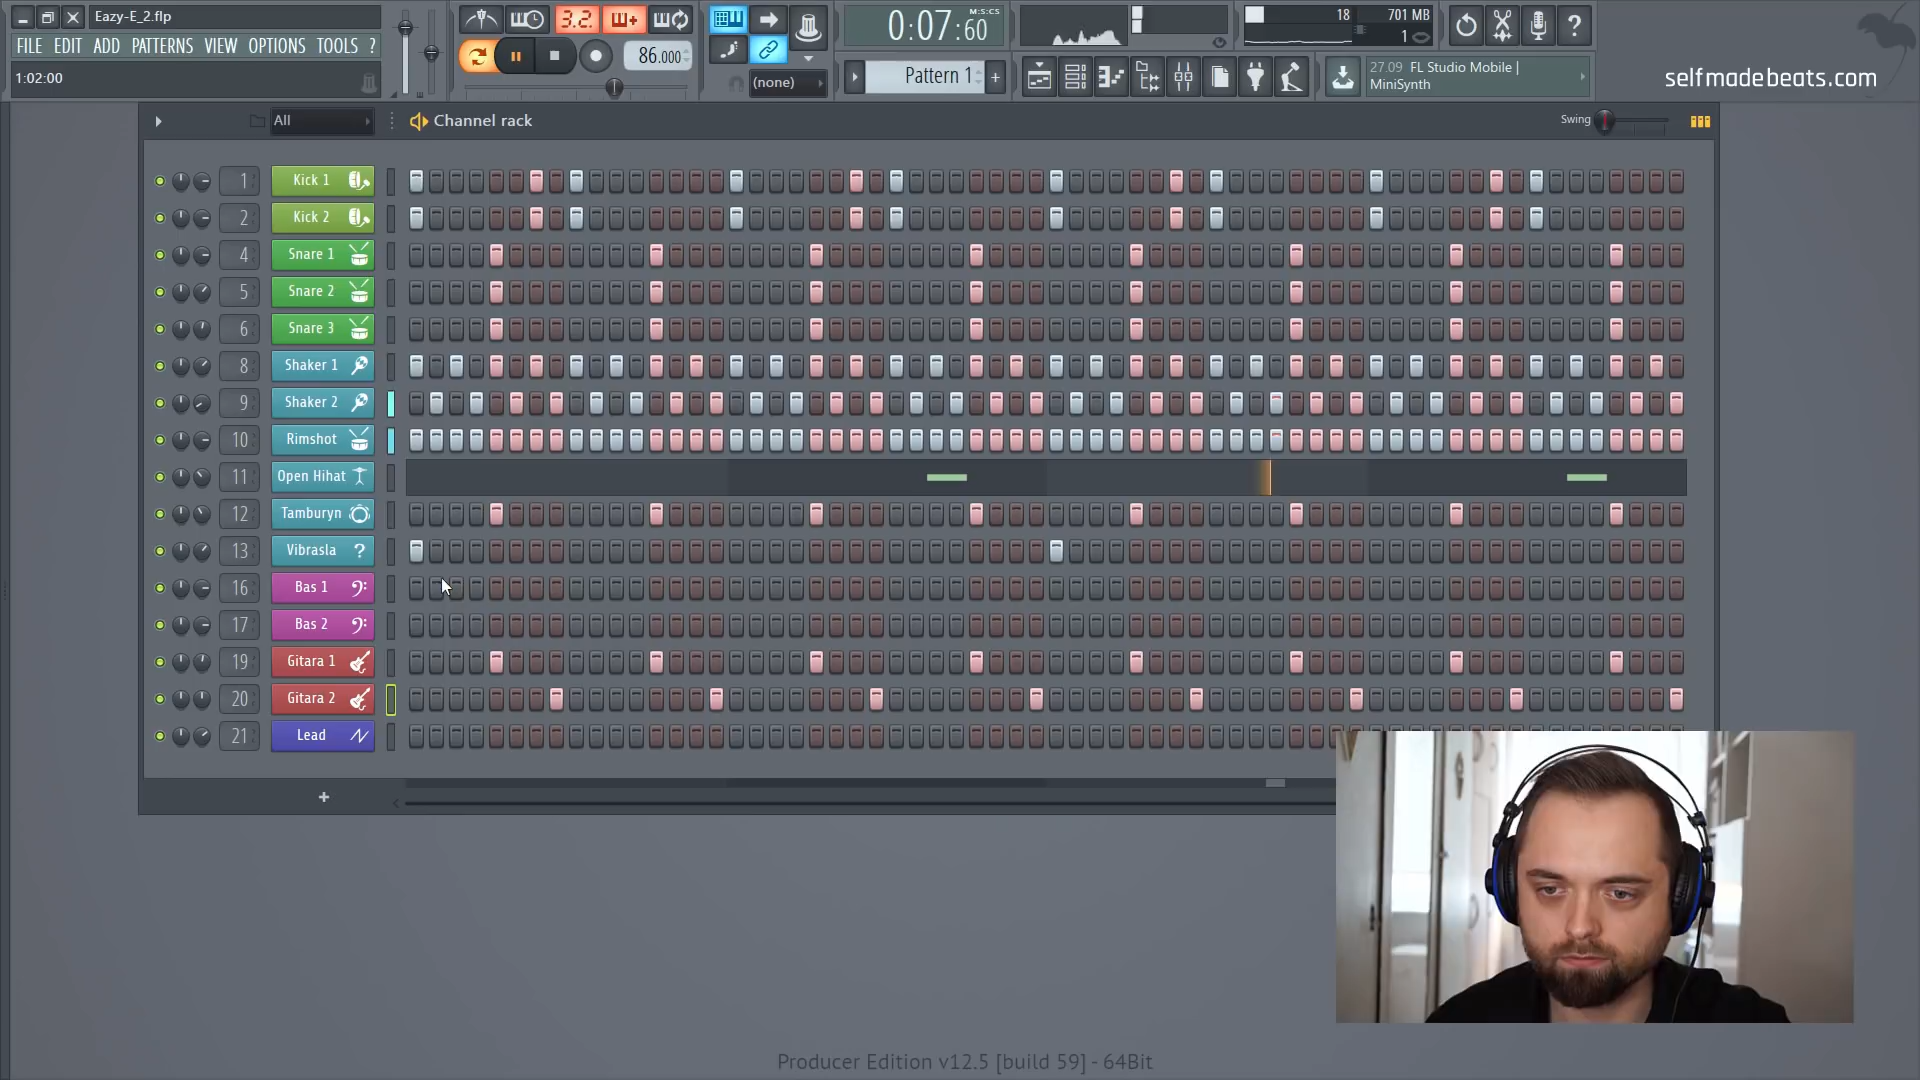 Eazy-E_2.flp
FILE EDIT ADD PATTERNS VIEW OPTIONS TOOLS ?
1:02:00
3.2.
86.000
(none)
0:07:60
M:S:CS
Pattern 1
+
18
701 MB
1
?
27.09 FL Studio Mobile |
MiniSynth
selfmadebeats.com
All
Channel rack
Swing
1 Kick 1
2 Kick 2
4 Snare 1
5 Snare 2
6 Snare 3
8 Shaker 1
9 Shaker 2
10 Rimshot
11 Open Hihat
12 Tamburyn
13 Vibrasla ?
16 Bas 1
17 Bas 2
19 Gitara 1
20 Gitara 2
21 Lead
+
Producer Edition v12.5 [build 59] - 64Bit